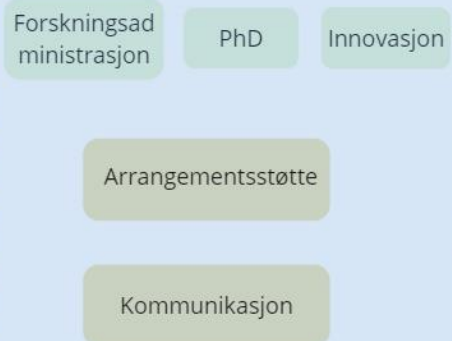 Forskningsad
ministrasjon
PhD
Innovasjon
Arrangementsstøtte
Kommunikasjon